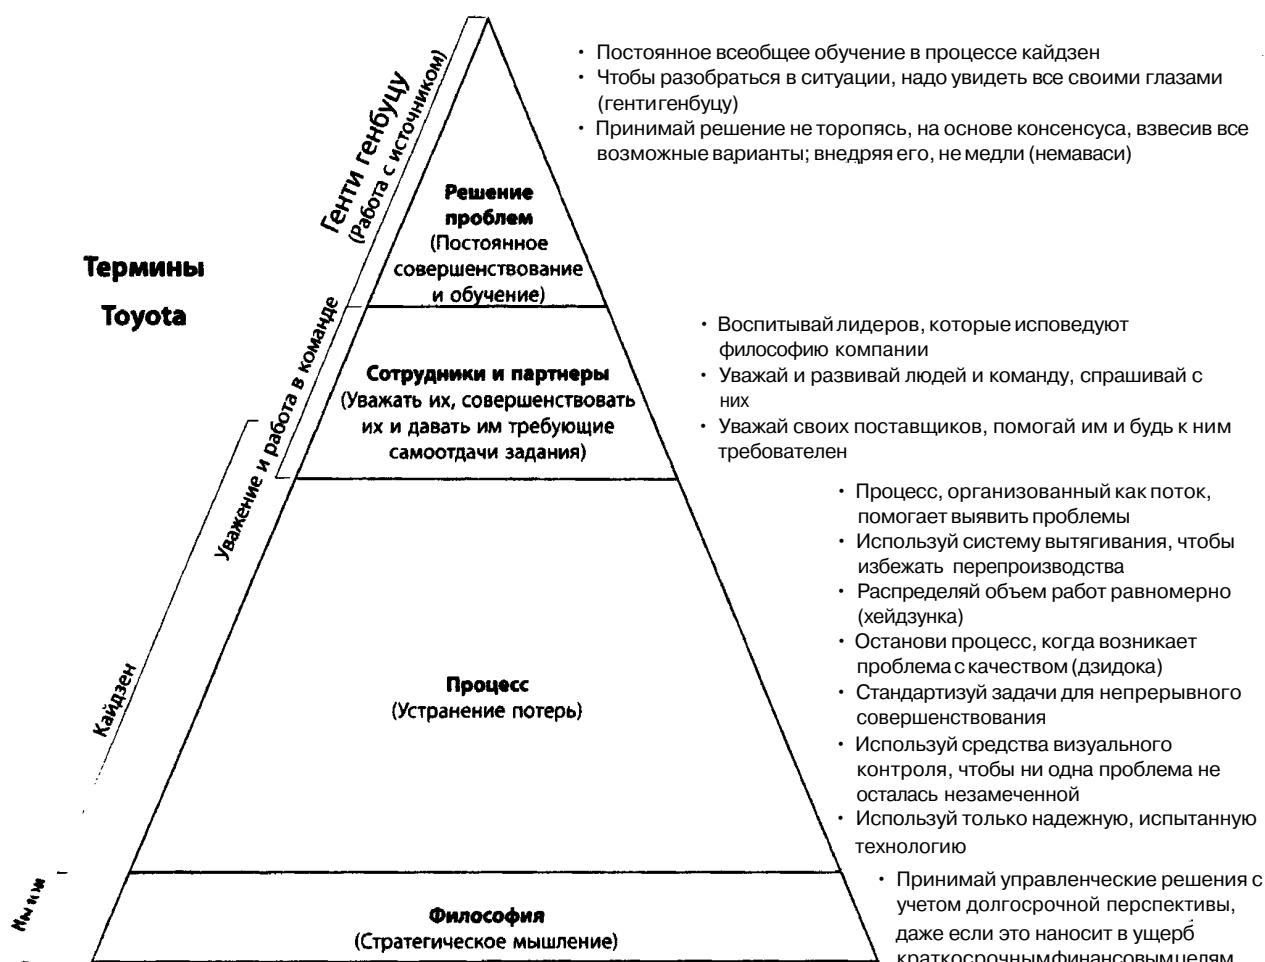 • Постоянное всеобщее обучение в процессе кайдзен
• Чтобы разобраться в ситуации, надо увидеть все своими глазами
(генти генбуцу)
• Принимай решение не торопясь, на основе консенсуса, взвесив все
возможные варианты; внедряя его, не медли (немаваси)
Генти генбуцу
(Работа с источником)
Решение
проблем
(Постоянное
совершенствование
и обучение)
Термины
Toyota
Уважение и работа в команде
Сотрудники и партнеры
(Уважать их, совершенствовать
их и давать им требующие
самоотдачи задания)
• Воспитывай лидеров, которые исповедуют
философию компании
• Уважай и развивай людей и команду, спрашивай с
них
• Уважай своих поставщиков, помогай им и будь к ним
требователен
Кайдзен
Процесс
(Устранение потерь)
• Процесс, организованный как поток,
помогает выявить проблемы
• Используй систему вытягивания, чтобы
избежать перепроизводства
• Распределяй объем работ равномерно
(хейдзунка)
• Останови процесс, когда возникает
проблема с качеством (дзидока)
• Стандартизуй задачи для непрерывного
совершенствования
• Используй средства визуального
контроля, чтобы ни одна проблема не
осталась незамеченной
• Используй только надежную, испытанную
технологию
Философия
(Стратегическое мышление)
• Принимай управленческие решения с
учетом долгосрочной перспективы,
даже если это наносит в ущерб
краткосрочным финансовым целям